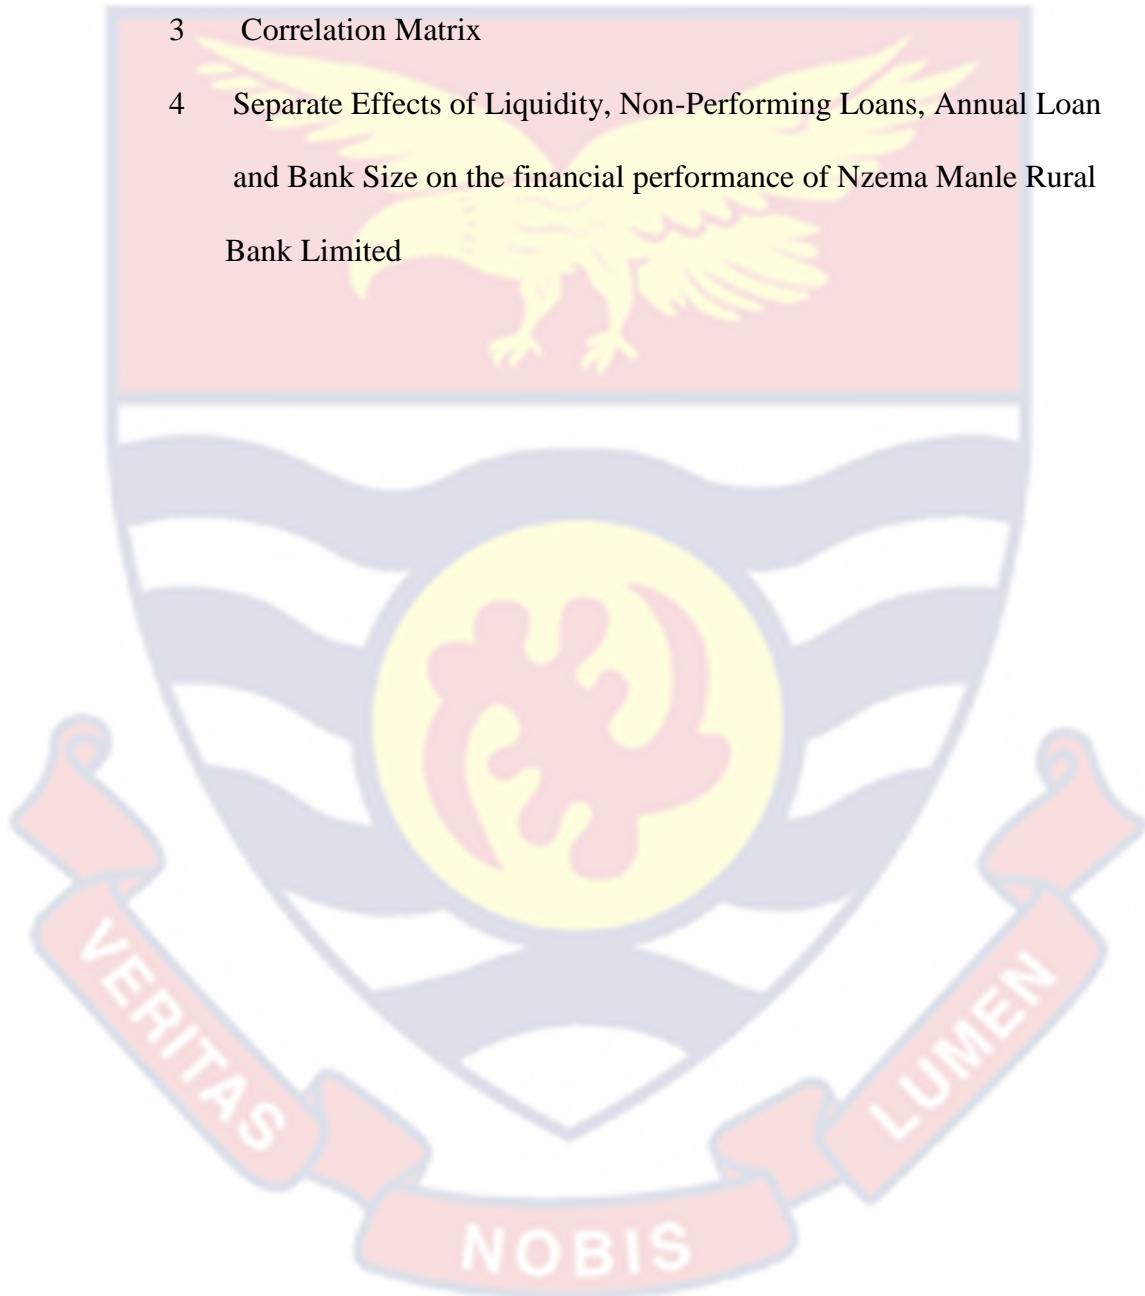 3 Correlation Matrix
4 Separate Effects of Liquidity, Non-Performing Loans, Annual Loan
and Bank Size on the financial performance of Nzema Manle Rural
Bank Limited
VERITAS
NOBIS
LUMEN